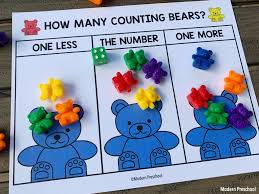 HOW MANY COUNTING BEARS?
ONE LESS THE NUMBER ONE MORE
©Modern Preschool
Modern Preschool